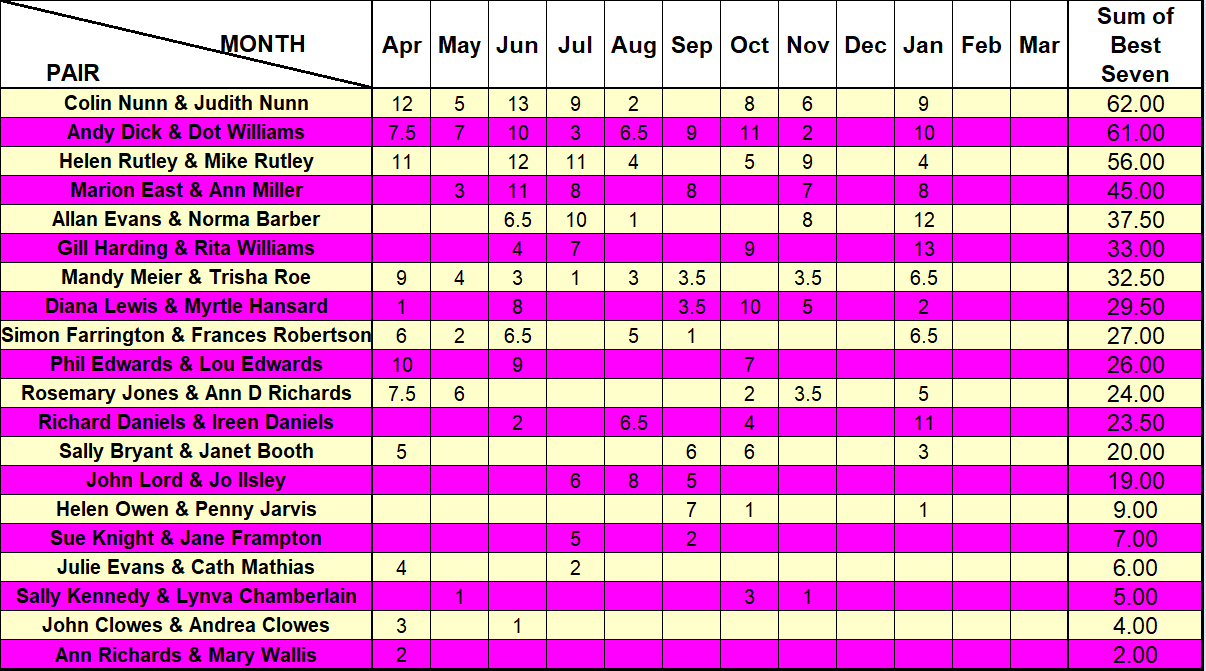 MONTH
PAIR
Apr May Jun Jul Aug Sep Oct Nov Dec Jan Feb Mar Sum of Best Seven
Colin Nunn & Judith Nunn 12 5 13 9 2 8 6 9 62.00
Andy Dick & Dot Williams 7.5 7 10 3 6.5 9 11 2 10 61.00
Helen Rutley & Mike Rutley 11 12 11 4 5 9 4 56.00
Marion East & Ann Miller 3 11 8 8 7 8 45.00
Allan Evans & Norma Barber 6.5 10 1 8 12 37.50
Gill Harding & Rita Williams 4 7 9 13 33.00
Mandy Meier & Trisha Roe 9 4 3 1 3 3.5 3.5 6.5 32.50
Diana Lewis & Myrtle Hansard 1 8 3.5 10 5 2 29.50
Simon Farrington & Frances Robertson 6 2 6.5 5 1 6.5 27.00
Phil Edwards & Lou Edwards 10 9 7 26.00
Rosemary Jones & Ann D Richards 7.5 6 2 3.5 5 24.00
Richard Daniels & Ireen Daniels 2 6.5 4 11 23.50
Sally Bryant & Janet Booth 5 6 6 3 20.00
John Lord & Jo Ilsley 6 8 5 19.00
Helen Owen & Penny Jarvis 7 1 1 9.00
Sue Knight & Jane Frampton 5 2 7.00
Julie Evans & Cath Mathias 4 2 6.00
Sally Kennedy & Lynva Chamberlain 1 3 1 5.00
John Clowes & Andrea Clowes 3 1 4.00
Ann Richards & Mary Wallis 2 2.00